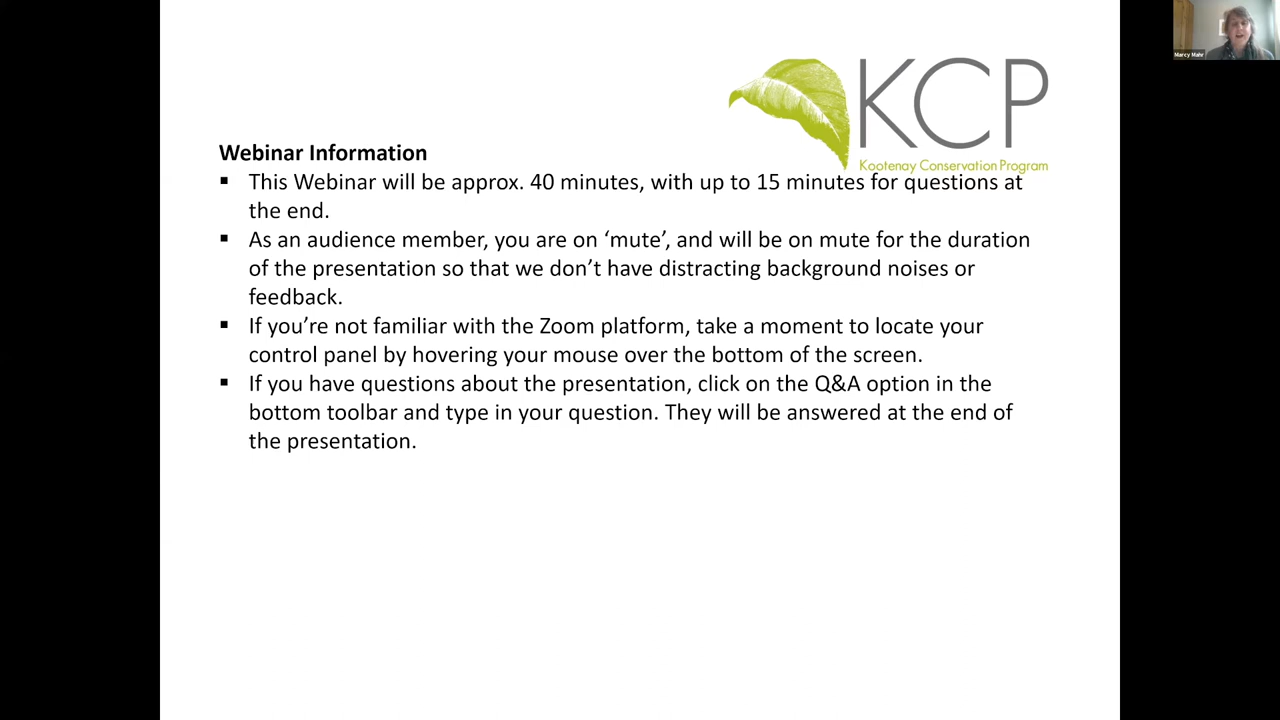 Marcy Mahr
KCP
Kootenay Conservation Program
Webinar Information
▪ This Webinar will be approx. 40 minutes, with up to 15 minutes for questions at
the end.
▪ As an audience member, you are on ‘mute’, and will be on mute for the duration
of the presentation so that we don’t have distracting background noises or
feedback.
▪ If you’re not familiar with the Zoom platform, take a moment to locate your
control panel by hovering your mouse over the bottom of the screen.
▪ If you have questions about the presentation, click on the Q&A option in the
bottom toolbar and type in your question. They will be answered at the end of
the presentation.